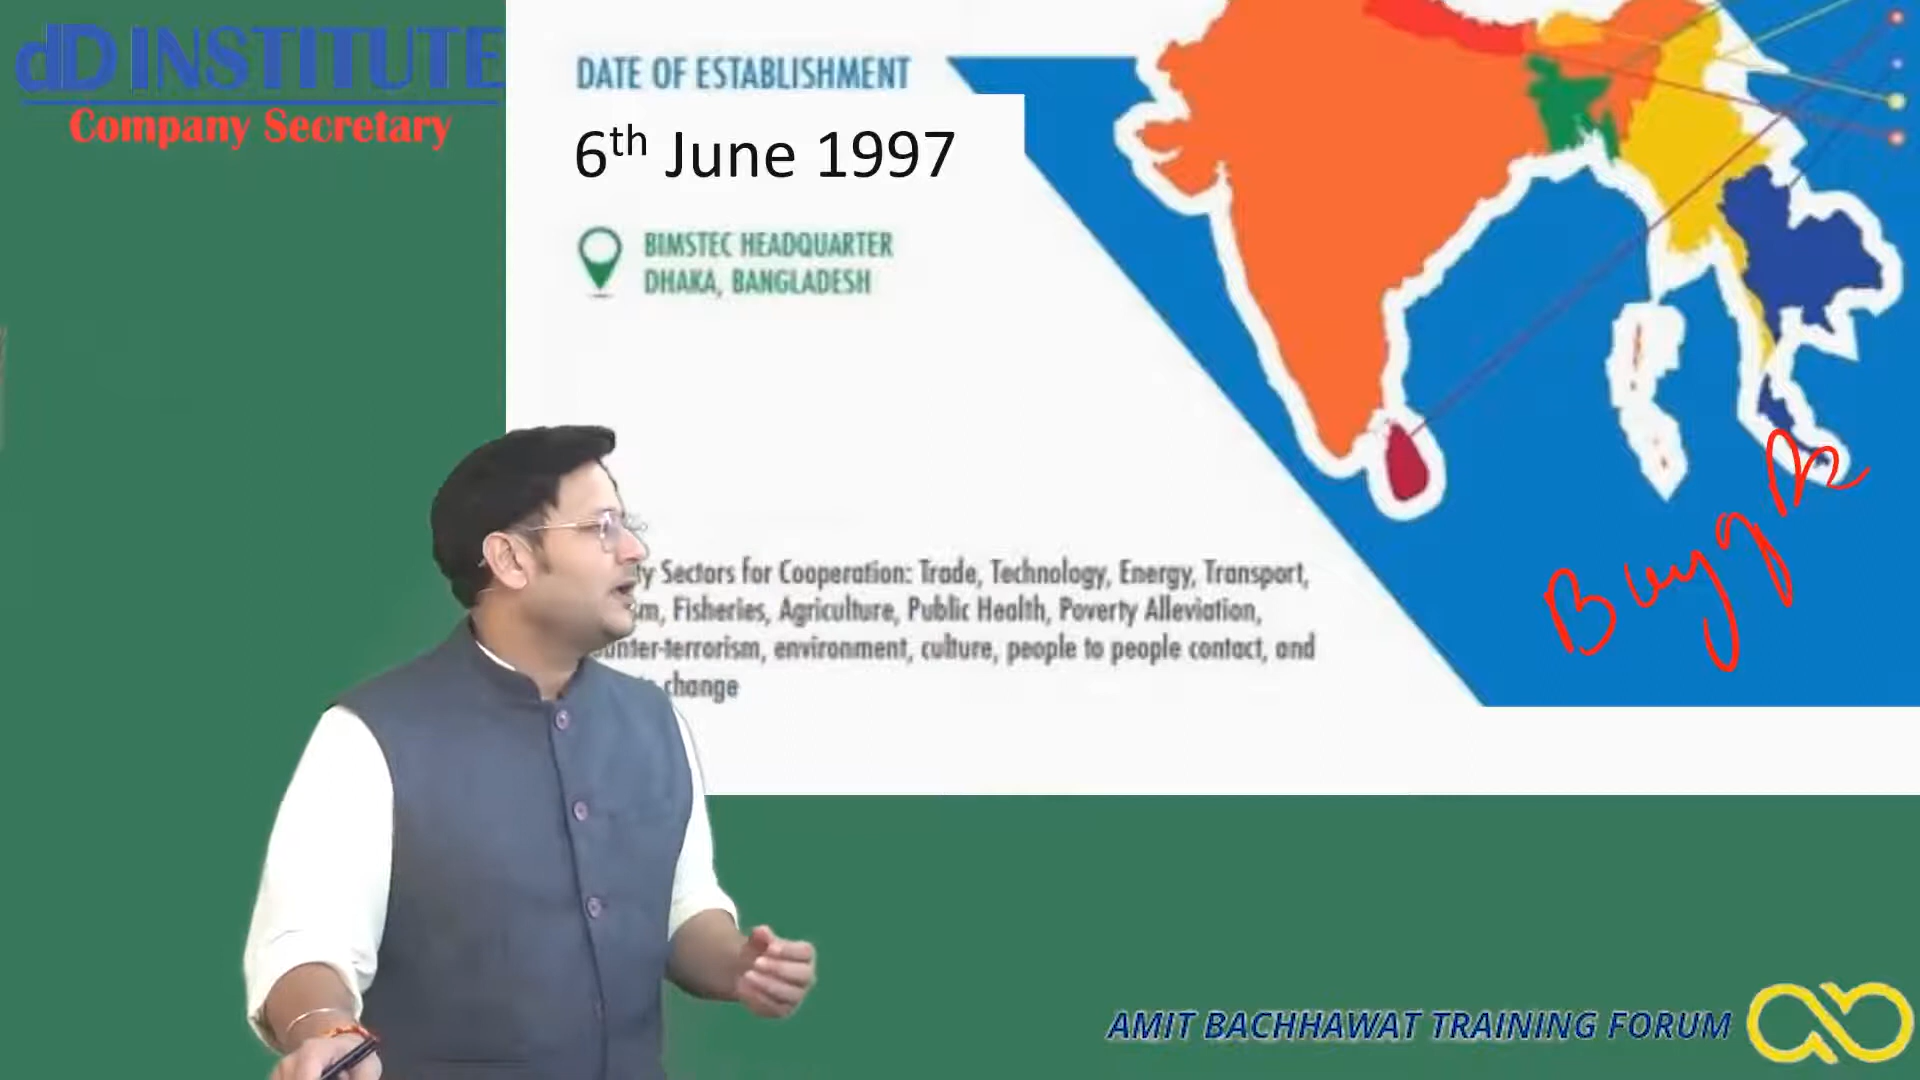 dD INSTITUTE
Company Secretary
DATE OF ESTABLISHMENT
6th June 1997
BIMSTEC HEADQUARTER
DHAKA, BANGLADESH
Sectors for Cooperation: Trade, Technology, Energy, Transport,
Fisheries, Agriculture, Public Health, Poverty Alleviation,
terrorism, environment, culture, people to people contact, and
change
AMIT BACHHAWAT TRAINING FORUM